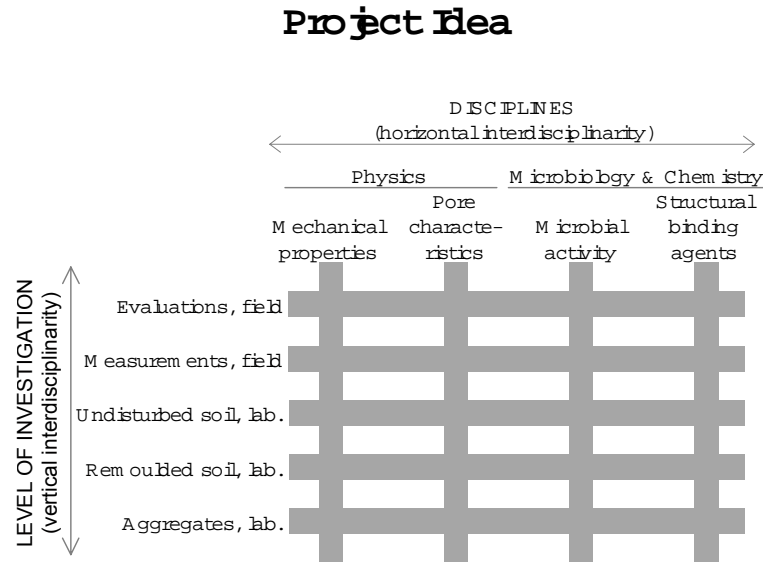 Project Idea
DISCIPLINES
(horizontal interdisciplinarity)
Physics
Microbiology & Chemistry
Mechanical
properties
Pore
characte-
ristics
Microbial
activity
Structural
binding
agents
LEVEL OF INVESTIGATION
(vertical interdisciplinarity)
Evaluations, field
Measurements, field
Undisturbed soil, lab.
Remoulded soil, lab.
Aggregates, lab.